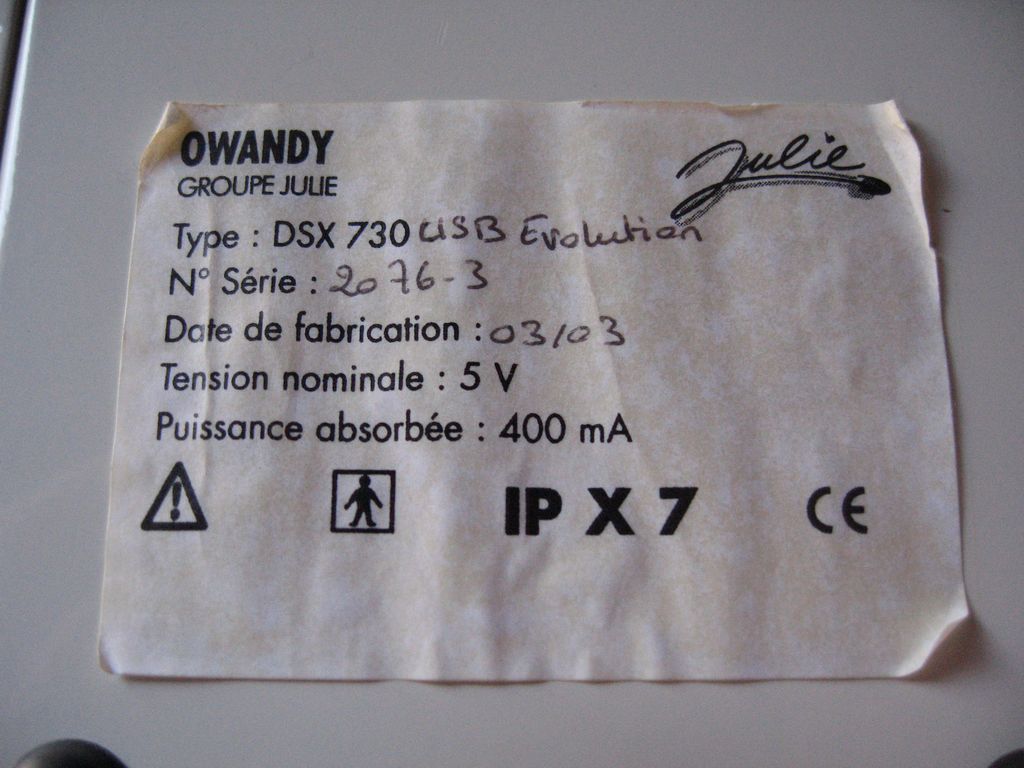 OWANDY
Julie
GROUPE JULIE
Type : DSX 730 USB Evolution
N° Série : 2076-3
Date de fabrication : 03/03
Tension nominale : 5 V
Puissance absorbée : 400 mA
IP X 7 CE